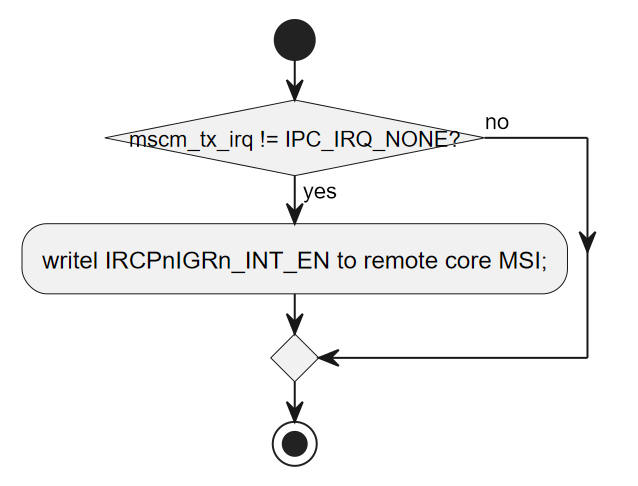 mscm_tx_irq != IPC_IRQ_NONE?
no
yes
writel IRCPnIGRn_INT_EN to remote core MSI;